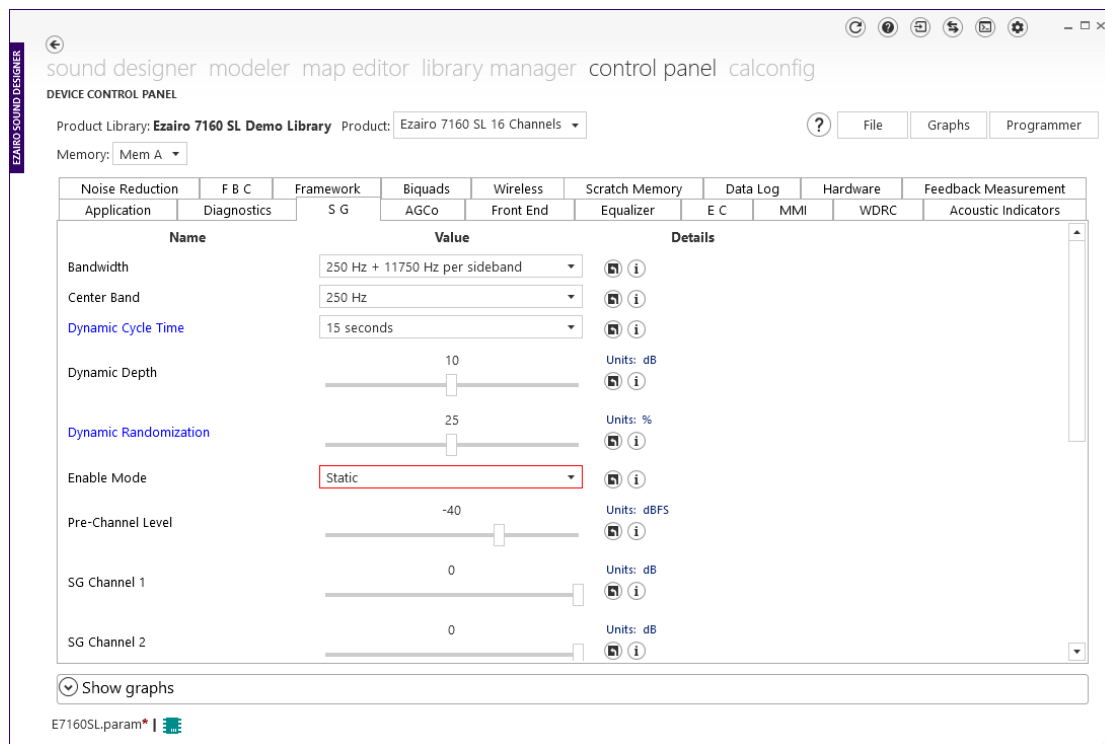 EZAIRO SOUND DESIGNER
sound designer modeler map editor library manager control panel calconfig
DEVICE CONTROL PANEL
Product Library: Ezairo 7160 SL Demo Library Product: Ezairo 7160 SL 16 Channels
? File Graphs Programmer
Memory: Mem A
Noise Reduction F B C Framework Biquads Wireless Scratch Memory Data Log Hardware Feedback Measurement
Application Diagnostics S G AGCo Front End Equalizer E C MMI WDRC Acoustic Indicators
Name Value Details
Bandwidth 250 Hz + 11750 Hz per sideband
Center Band 250 Hz
Dynamic Cycle Time 15 seconds
10 Units: dB
Dynamic Depth
25 Units: %
Dynamic Randomization
Enable Mode Static
-40 Units: dBFS
Pre-Channel Level
0 Units: dB
SG Channel 1
0 Units: dB
SG Channel 2
Show graphs
E7160SL.param* |